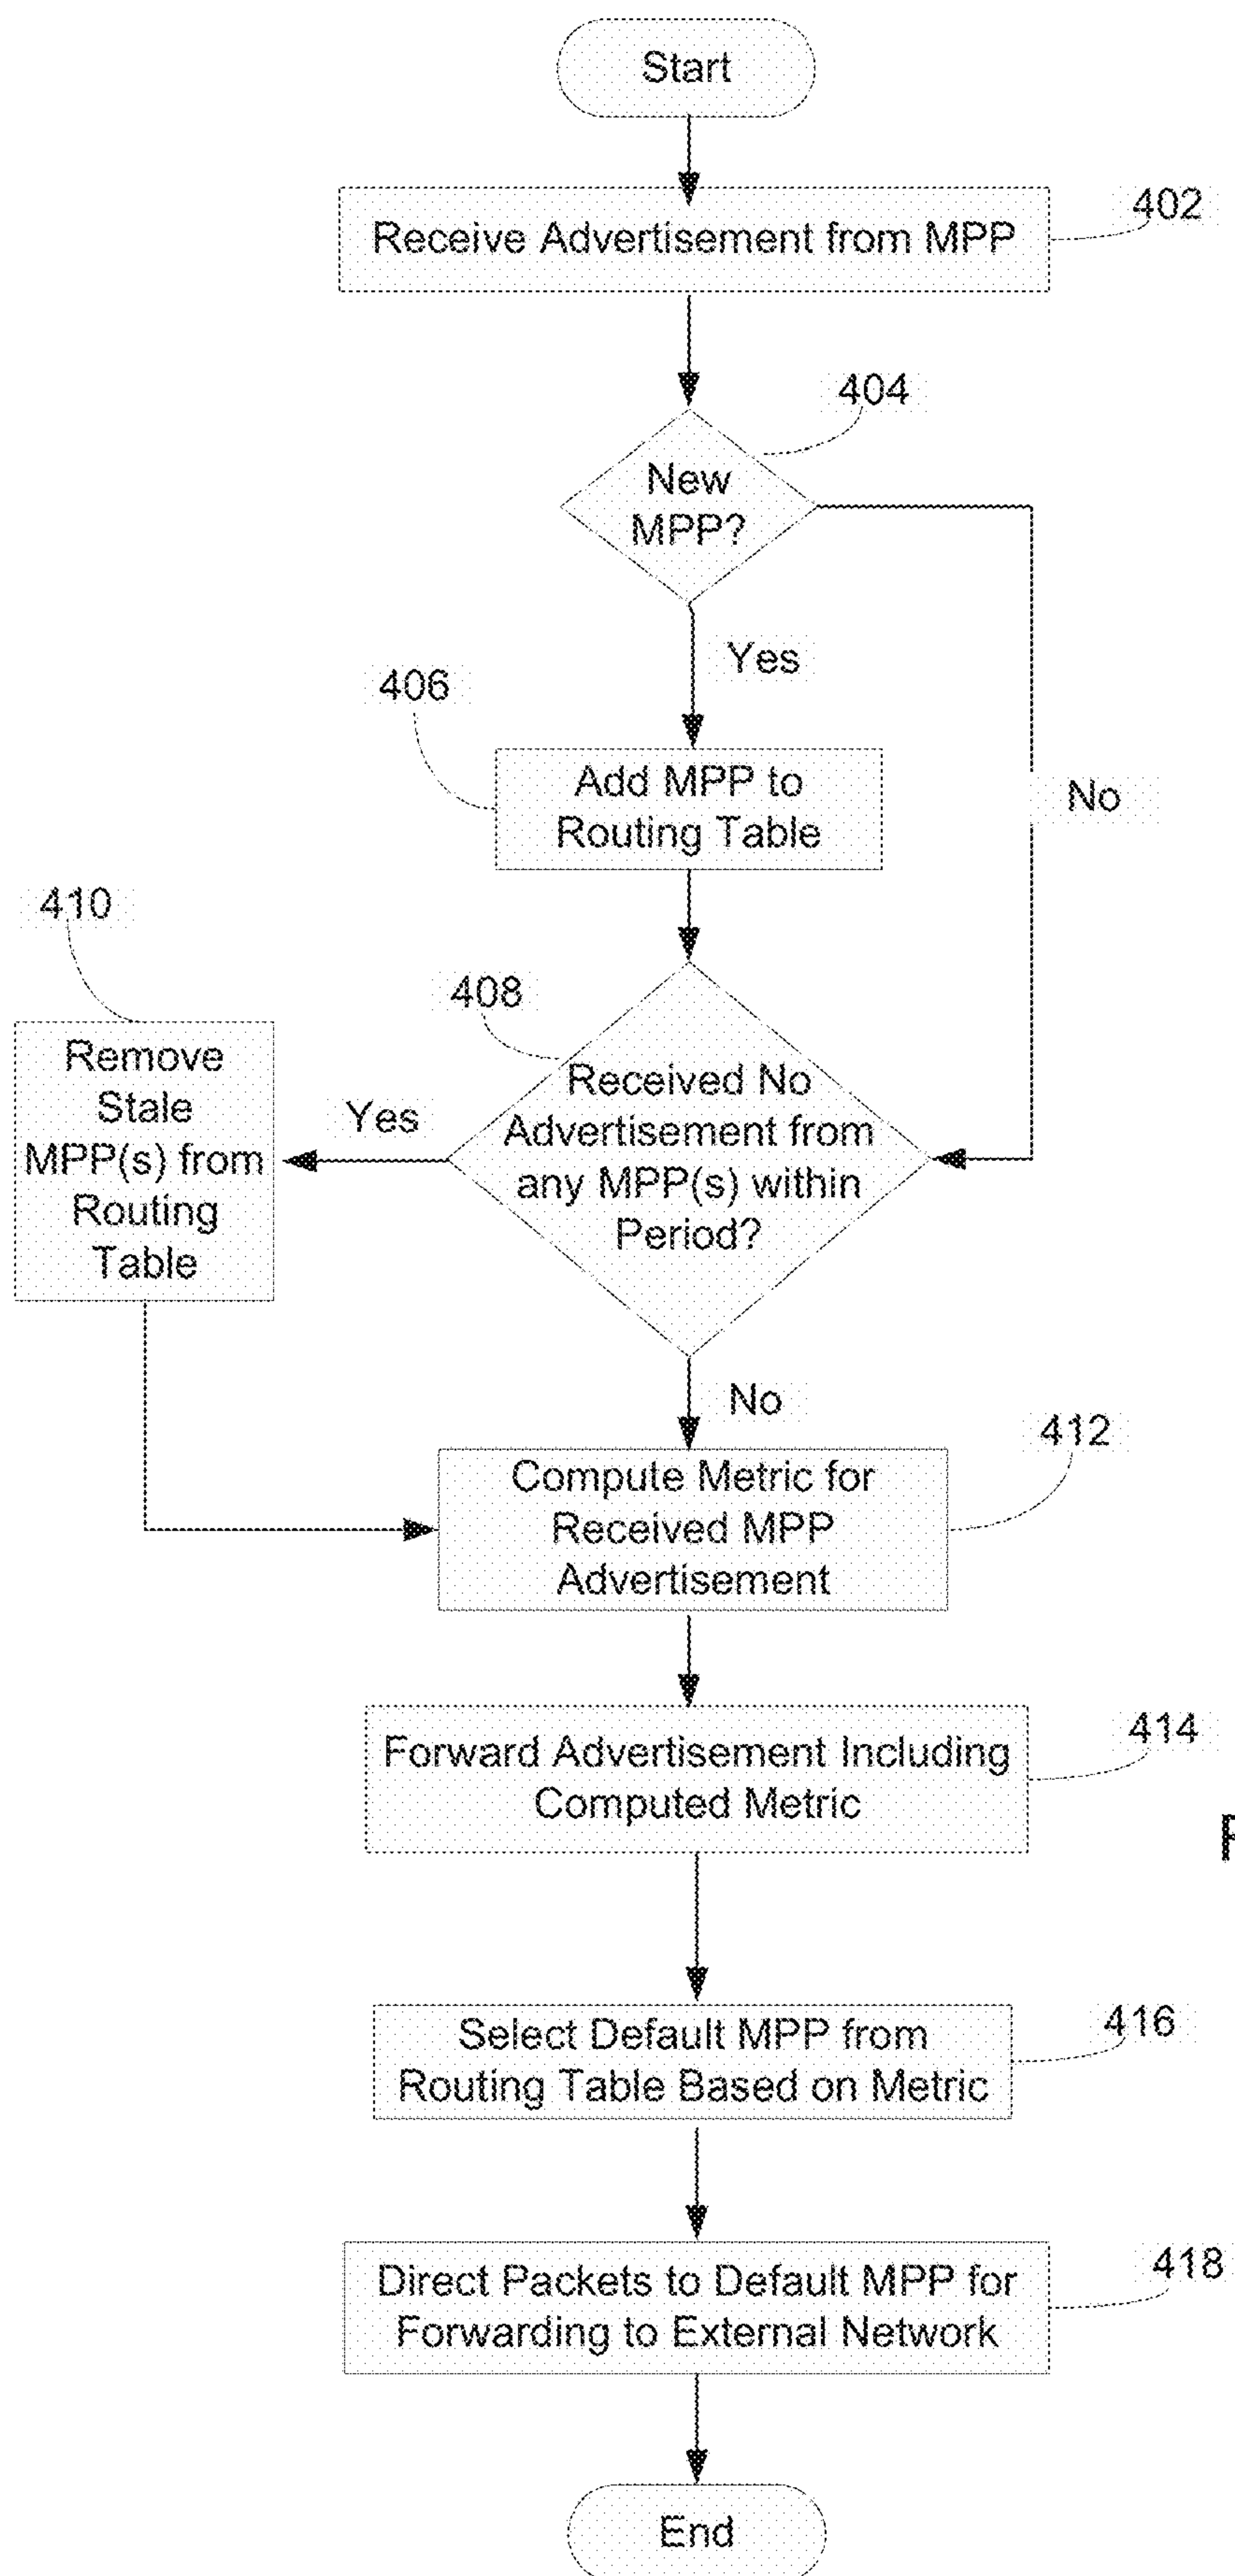 Start
Receive Advertisement from MPP
402
404
New
MPP?
Yes
No
406
Add MPP to
Routing Table
410
408
Remove
Stale
MPP(s) from
Routing
Table
Yes
Received No
Advertisement from
any MPP(s) within
Period?
No
412
Compute Metric for
Received MPP
Advertisement
414
Forward Advertisement Including
Computed Metric
416
Select Default MPP from
Routing Table Based on Metric
418
Direct Packets to Default MPP for
Forwarding to External Network
End